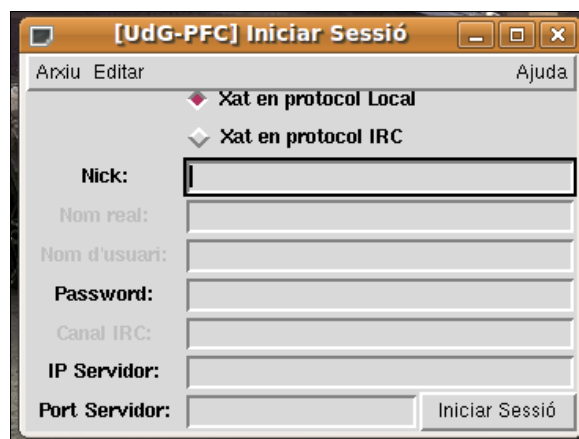 [UdG-PFC] Iniciar Sessió
Arxiu Editar Ajuda
Xat en protocol Local
Xat en protocol IRC
Nick:
Nom real:
Nom d'usuari:
Password:
Canal IRC:
IP Servidor:
Port Servidor: Iniciar Sessió